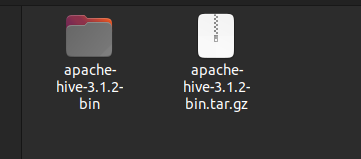 apache-
hive-3.1.2-
bin
apache-
hive-3.1.2-
bin.tar.gz